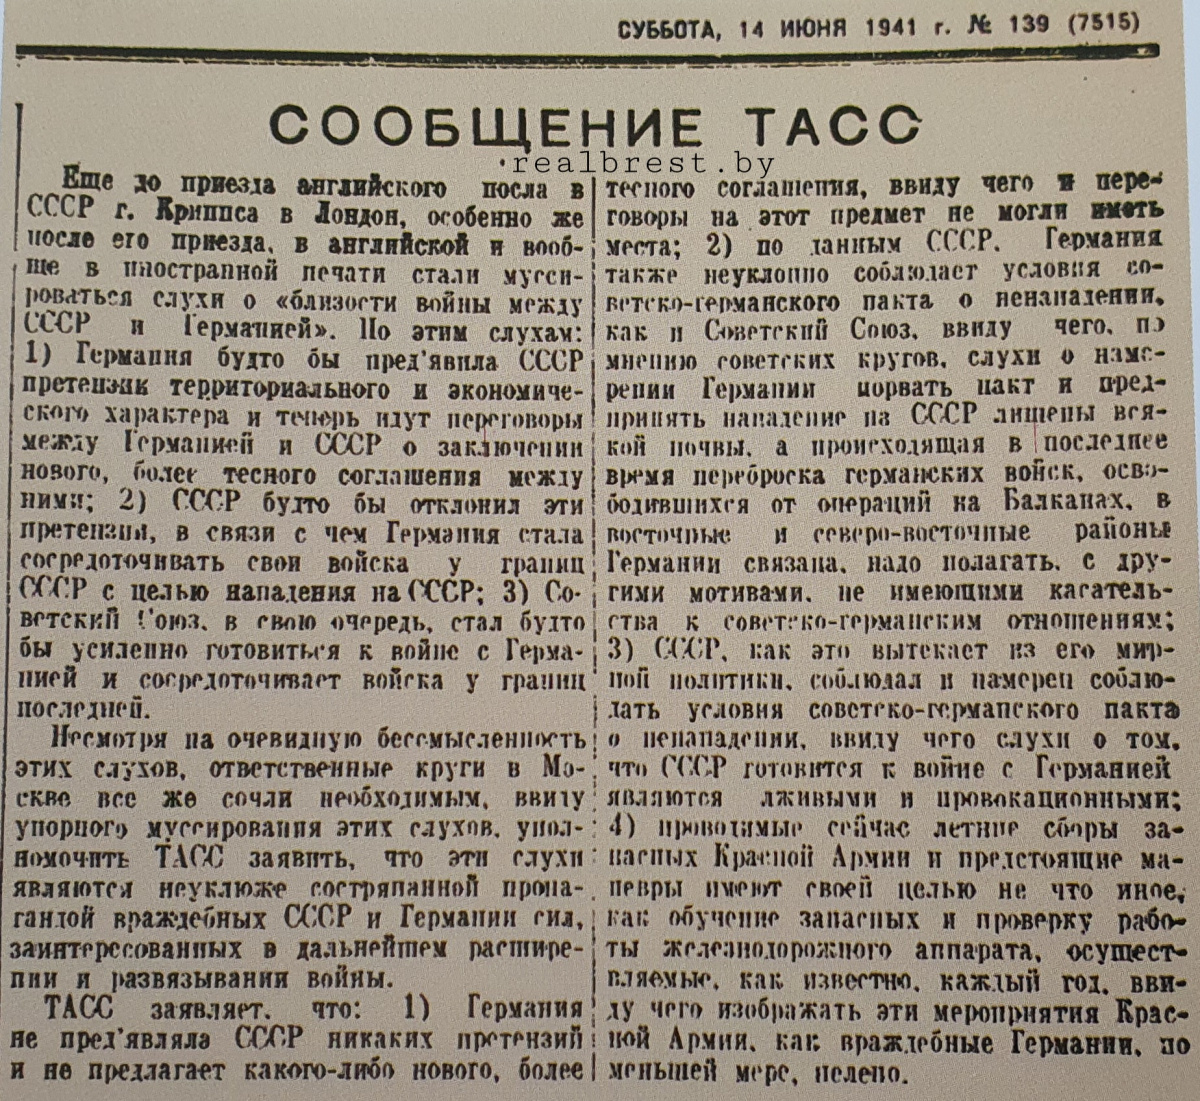 СУББОТА, 14 ИЮНЯ 1941 г. № 139 (7515)
СООБЩЕНИЕ ТАСС
realbrest.by
Еще до приезда английского посла в
СССР г. Криппса в Лондон, особенно же
после его приезда, в английской и вооб-
ще в иностранной печати стали мусси-
роваться слухи о «близости войны между
СССР и Германией». По этим слухам:
1) Германия будто бы пред'явила СССР
претензии территориального и экономиче-
ского характера и теперь идут переговоры
между Германией и СССР о заключении
нового, более тесного соглашения между
ними; 2) СССР будто бы отклонил эти
претензии, в связи с чем Германия стала
сосредоточивать свои войска у границ
СССР с целью нападения на СССР; 3) Со-
ветский Союз, в свою очередь, стал будто
бы усиленно готовиться к войне с Герма-
нией и сосредоточивает войска у границ
последней.
Несмотря на очевидную бессмысленность
этих слухов, ответственные круги в Мо-
скве все же сочли необходимым, ввиду
упорного муссирования этих слухов, упол-
номочить ТАСС заявить, что эти слухи
являются неуклюже состряпанной пропа-
гандой враждебных СССР и Германии сил,
заинтересованных в дальнейшем расшире-
нии и развязывании войны.
ТАСС заявляет, что: 1) Германия
не пред'являла СССР никаких претензий
и не предлагает какого-либо нового, более
тесного соглашения, ввиду чего и пере-
говоры на этот предмет не могли иметь
места; 2) по данным СССР, Германия
также неуклонно соблюдает условия со-
ветско-германского пакта о ненападении,
как и Советский Союз, ввиду чего, по
мнению советских кругов, слухи о наме-
рении Германии порвать пакт и пред-
принять нападение на СССР лишены вся-
кой почвы, а происходящая в последнее
время переброска германских войск, осво-
бодившихся от операций на Балканах, в
восточные и северо-восточные районы
Германии связана, надо полагать, с дру-
гими мотивами, не имеющими касатель-
ства к советско-германским отношениям;
3) СССР, как это вытекает из его мир-
ной политики, соблюдал и намерен соблю-
дать условия советско-германского пакта
о ненападении, ввиду чего слухи о том,
что СССР готовится к войне с Германией
являются лживыми и провокационными;
4) проводимые сейчас летние сборы за-
пасных Красной Армии и предстоящие ма-
невры имеют своей целью не что иное,
как обучение запасных и проверку рабо-
ты железнодорожного аппарата, осущест-
вляемые, как известно, каждый год, вви-
ду чего изображать эти мероприятия Крас-
ной Армии, как враждебные Германии, по
меньшей мере, нелепо.